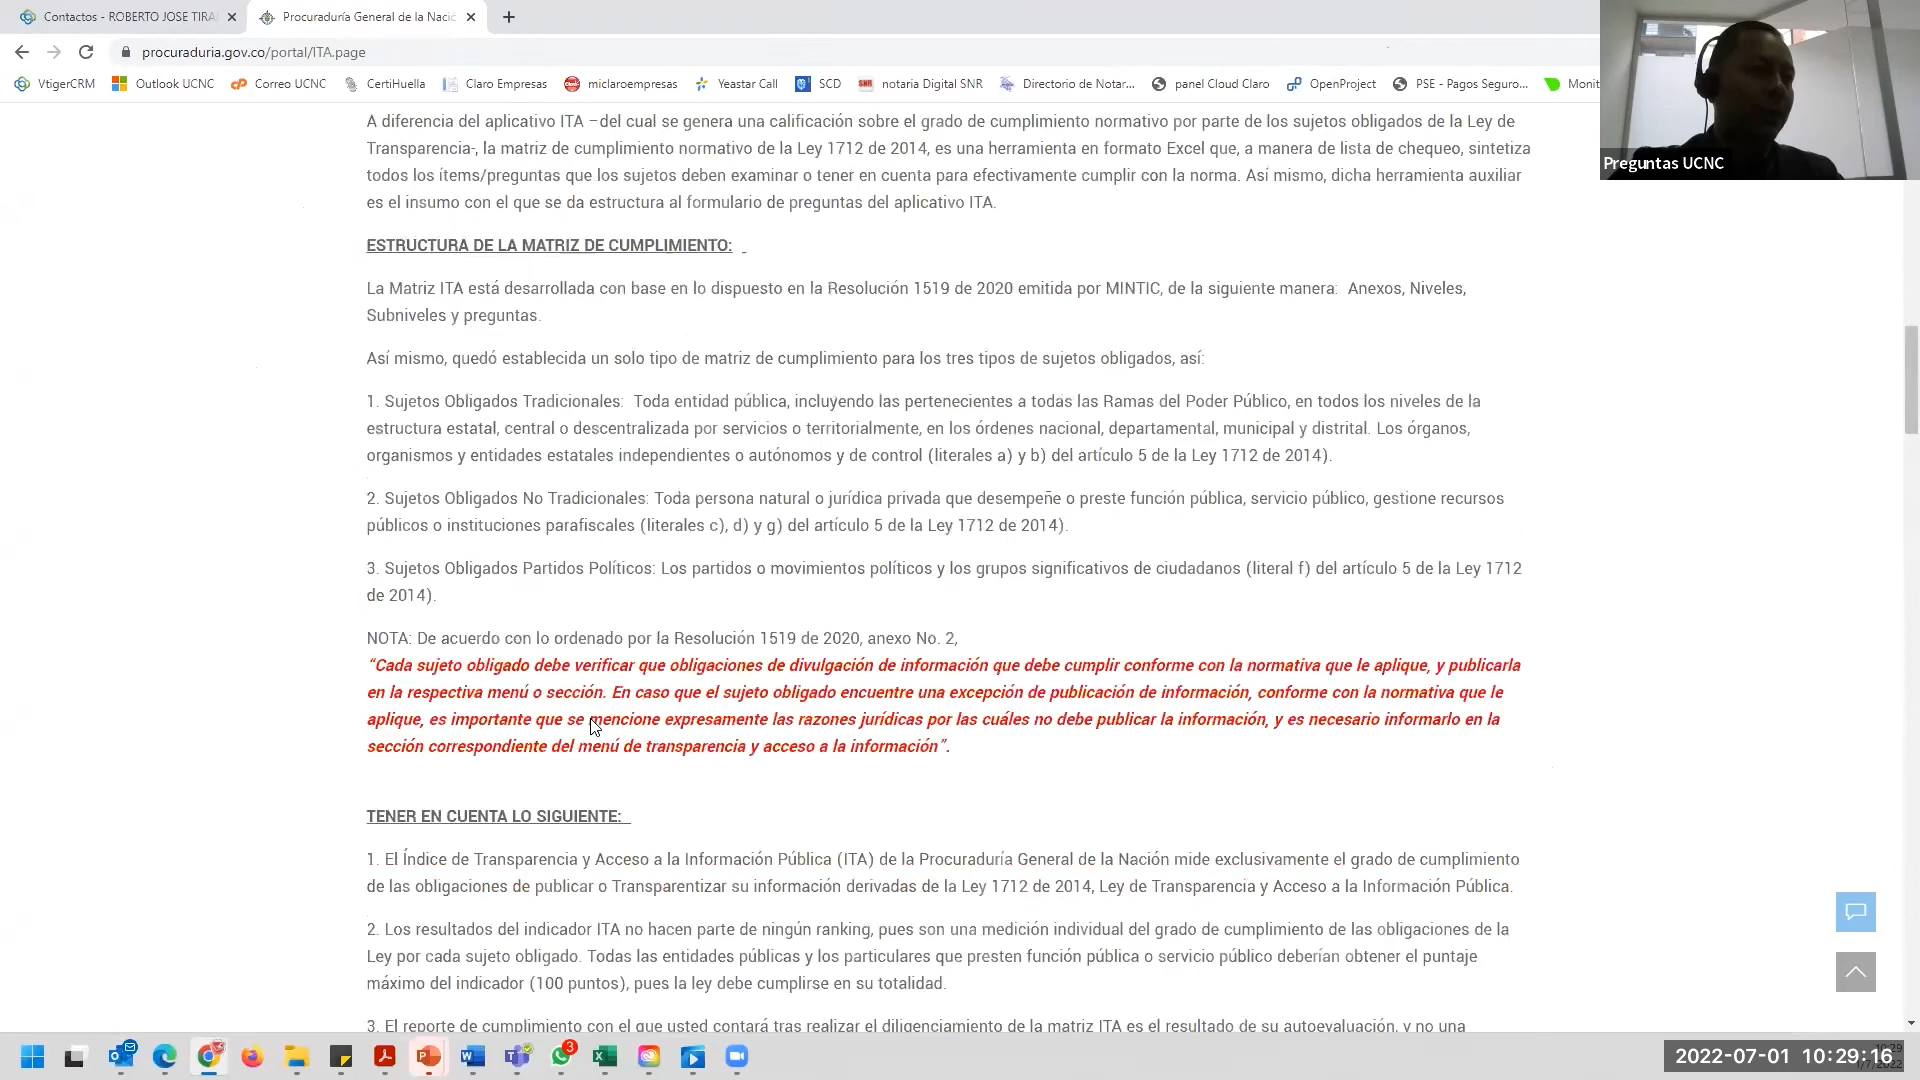 Contactos - ROBERTO JOSE TIRA
Procuraduría General de la Naci
procuraduria.gov.co/portal/ITA.page
VtigerCRM Outlook UCNC Correo UCNC CertiHuella Claro Empresas miclaroempresas Yeastar Call SCD notaria Digital SNR Directorio de Notar... panel Cloud Claro OpenProject PSE - Pagos Seguro... Monit
Preguntas UCNC
A diferencia del aplicativo ITA –del cual se genera una calificación sobre el grado de cumplimiento normativo por parte de los sujetos obligados de la Ley de
Transparencia-, la matriz de cumplimiento normativo de la Ley 1712 de 2014, es una herramienta en formato Excel que, a manera de lista de chequeo, sintetiza
todos los ítems/preguntas que los sujetos deben examinar o tener en cuenta para efectivamente cumplir con la norma. Así mismo, dicha herramienta auxiliar
es el insumo con el que se da estructura al formulario de preguntas del aplicativo ITA.
ESTRUCTURA DE LA MATRIZ DE CUMPLIMIENTO:
La Matriz ITA está desarrollada con base en lo dispuesto en la Resolución 1519 de 2020 emitida por MINTIC, de la siguiente manera: Anexos, Niveles,
Subniveles y preguntas.
Así mismo, quedó establecida un solo tipo de matriz de cumplimiento para los tres tipos de sujetos obligados, así:
1. Sujetos Obligados Tradicionales: Toda entidad pública, incluyendo las pertenecientes a todas las Ramas del Poder Público, en todos los niveles de la
estructura estatal, central o descentralizada por servicios o territorialmente, en los órdenes nacional, departamental, municipal y distrital. Los órganos,
organismos y entidades estatales independientes o autónomos y de control (literales a) y b) del artículo 5 de la Ley 1712 de 2014).
2. Sujetos Obligados No Tradicionales: Toda persona natural o jurídica privada que desempeñe o preste función pública, servicio público, gestione recursos
públicos o instituciones parafiscales (literales c), d) y g) del artículo 5 de la Ley 1712 de 2014).
3. Sujetos Obligados Partidos Políticos: Los partidos o movimientos políticos y los grupos significativos de ciudadanos (literal f) del artículo 5 de la Ley 1712
de 2014).
NOTA: De acuerdo con lo ordenado por la Resolución 1519 de 2020, anexo No. 2,
“Cada sujeto obligado debe verificar que obligaciones de divulgación de información que debe cumplir conforme con la normativa que le aplique, y publicarla
en la respectiva menú o sección. En caso que el sujeto obligado encuentre una excepción de publicación de información, conforme con la normativa que le
aplique, es importante que se mencione expresamente las razones jurídicas por las cuáles no debe publicar la información, y es necesario informarlo en la
sección correspondiente del menú de transparencia y acceso a la información”.
TENER EN CUENTA LO SIGUIENTE:
1. El Índice de Transparencia y Acceso a la Información Pública (ITA) de la Procuraduría General de la Nación mide exclusivamente el grado de cumplimiento
de las obligaciones de publicar o Transparentizar su información derivadas de la Ley 1712 de 2014, Ley de Transparencia y Acceso a la Información Pública.
2. Los resultados del indicador ITA no hacen parte de ningún ranking, pues son una medición individual del grado de cumplimiento de las obligaciones de la
Ley por cada sujeto obligado. Todas las entidades públicas y los particulares que presten función pública o servicio público deberían obtener el puntaje
máximo del indicador (100 puntos), pues la ley debe cumplirse en su totalidad.
3. El reporte de cumplimiento con el que usted contará tras realizar el diligenciamiento de la matriz ITA es el resultado de su autoevaluación, y no una
3
2022-07-01 10:29:16